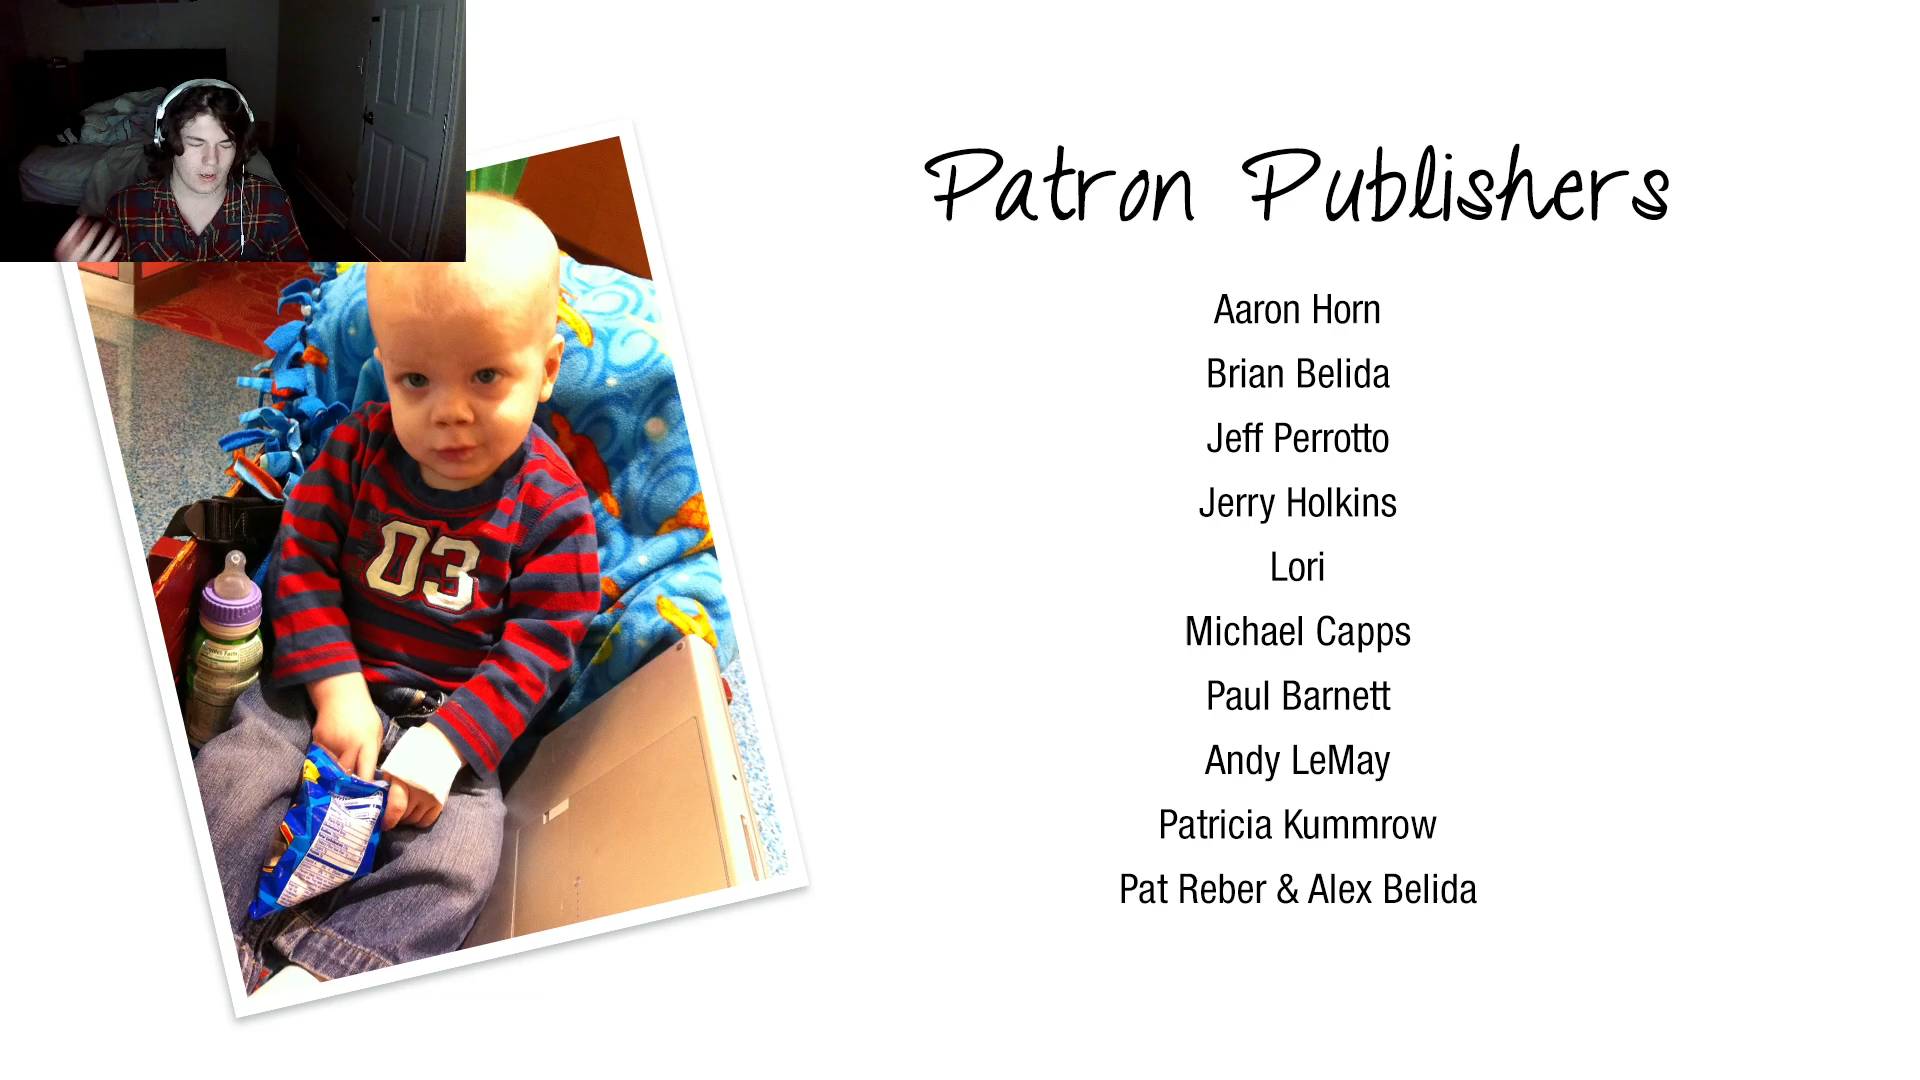 Patron Publishers
Aaron Horn
Brian Belida
Jeff Perrotto
Jerry Holkins
Lori
Michael Capps
Paul Barnett
Andy LeMay
Patricia Kummrow
Pat Reber & Alex Belida
03